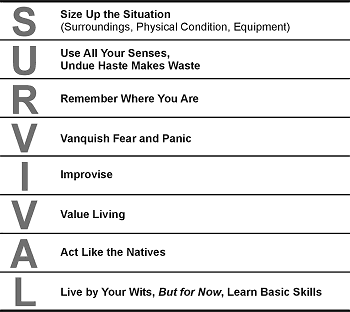 S Size Up the Situation
(Surroundings, Physical Condition, Equipment)
U Use All Your Senses,
Undue Haste Makes Waste
R Remember Where You Are
V Vanquish Fear and Panic
I Improvise
V Value Living
A Act Like the Natives
L Live by Your Wits, But for Now, Learn Basic Skills